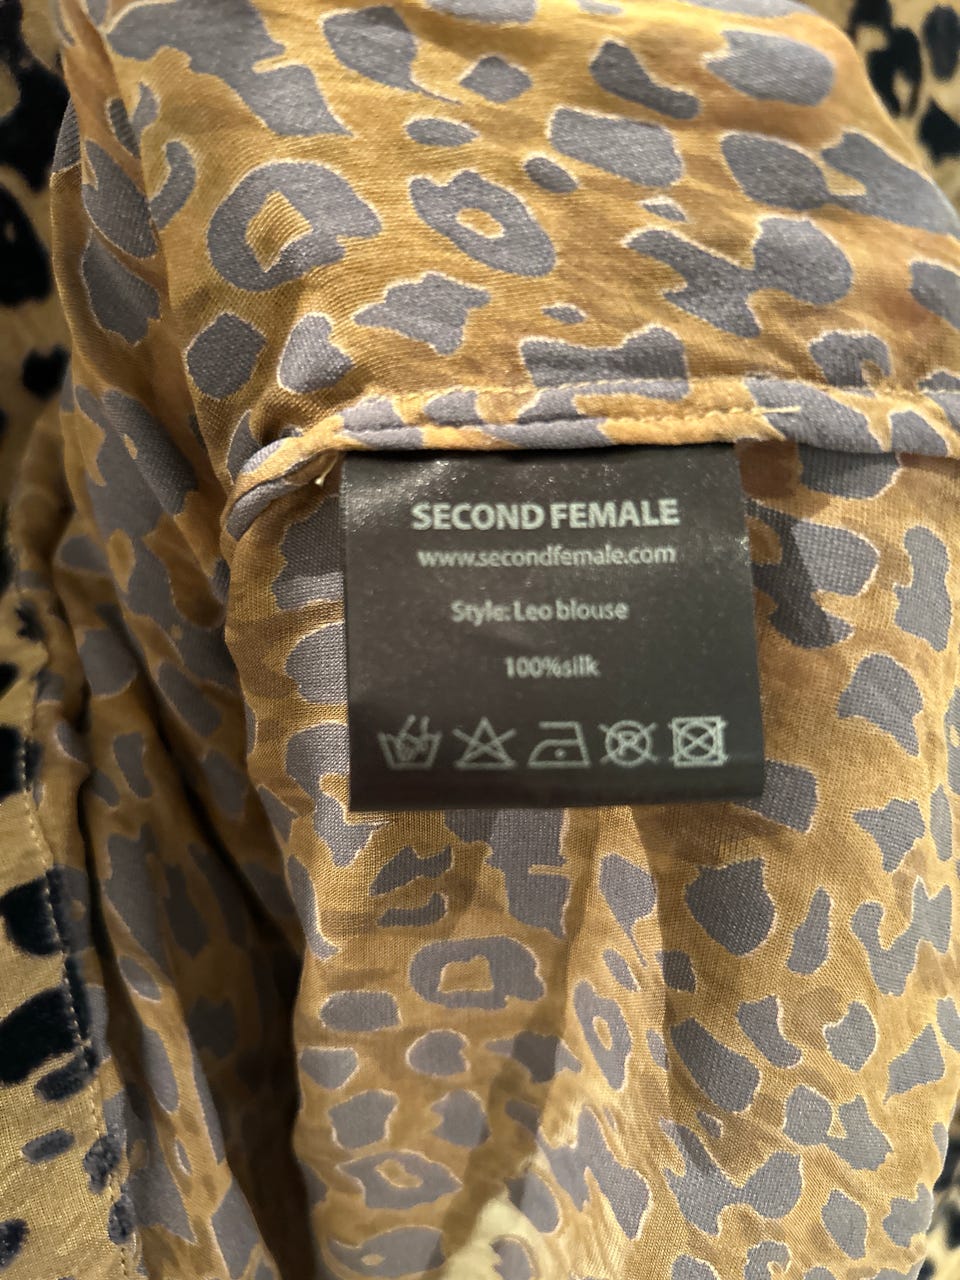 SECOND FEMALE
www.secondfemale.com
Style: Leo blouse
100%silk